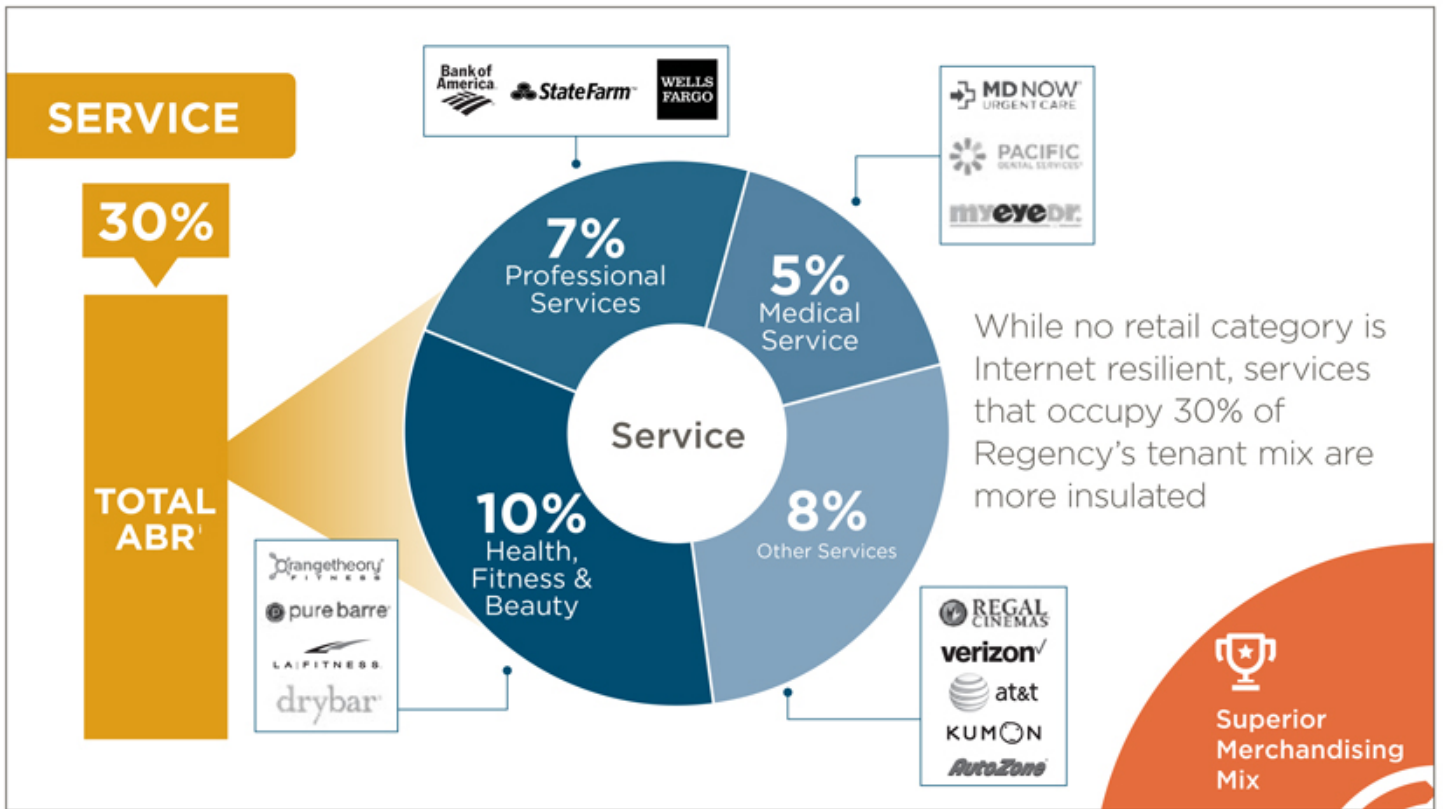 SERVICE
30%
TOTAL
ABR¹
Bank of
America
StateFarm™
WELLS
FARGO
7%
Professional
Services
5%
Medical
Service
Service
10%
Health,
Fitness &
Beauty
8%
Other Services
MD NOW
URGENT CARE
PACIFIC
DENTAL SERVICES®
myeyeDr.
While no retail category is
Internet resilient, services
that occupy 30% of
Regency's tenant mix are
more insulated
Orangetheory®
FITNESS
pure barre
LA|FITNESS.
drybar®
REGAL
CINEMAS
verizon✓
at&t
KUMON
AutoZone
Superior
Merchandising
Mix